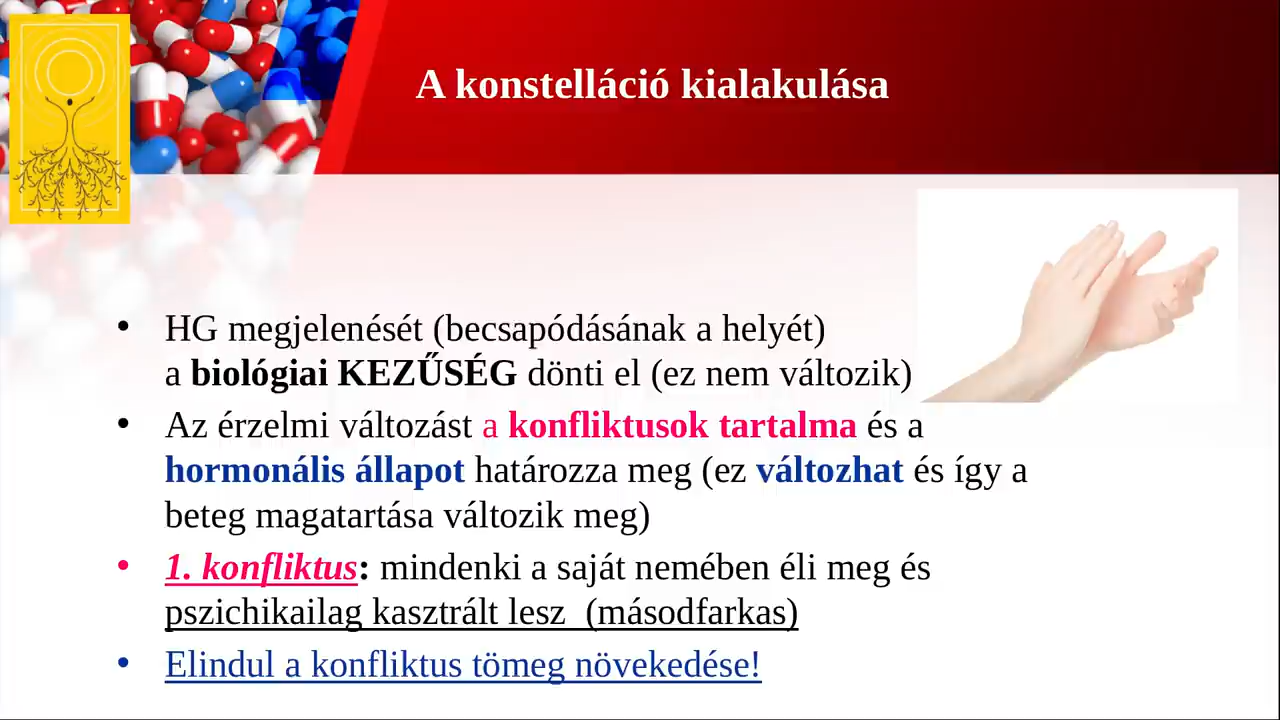 A konstelláció kialakulása
• HG megjelenését (becsapódásának a helyét)
a biológiai KEZŰSÉG dönti el (ez nem változik)
• Az érzelmi változást a konfliktusok tartalma és a
hormonális állapot határozza meg (ez változhat és így a
beteg magatartása változik meg)
• 1. konfliktus: mindenki a saját nemében éli meg és
pszichikailag kasztrált lesz (másodfarkas)
• Elindul a konfliktus tömeg növekedése!